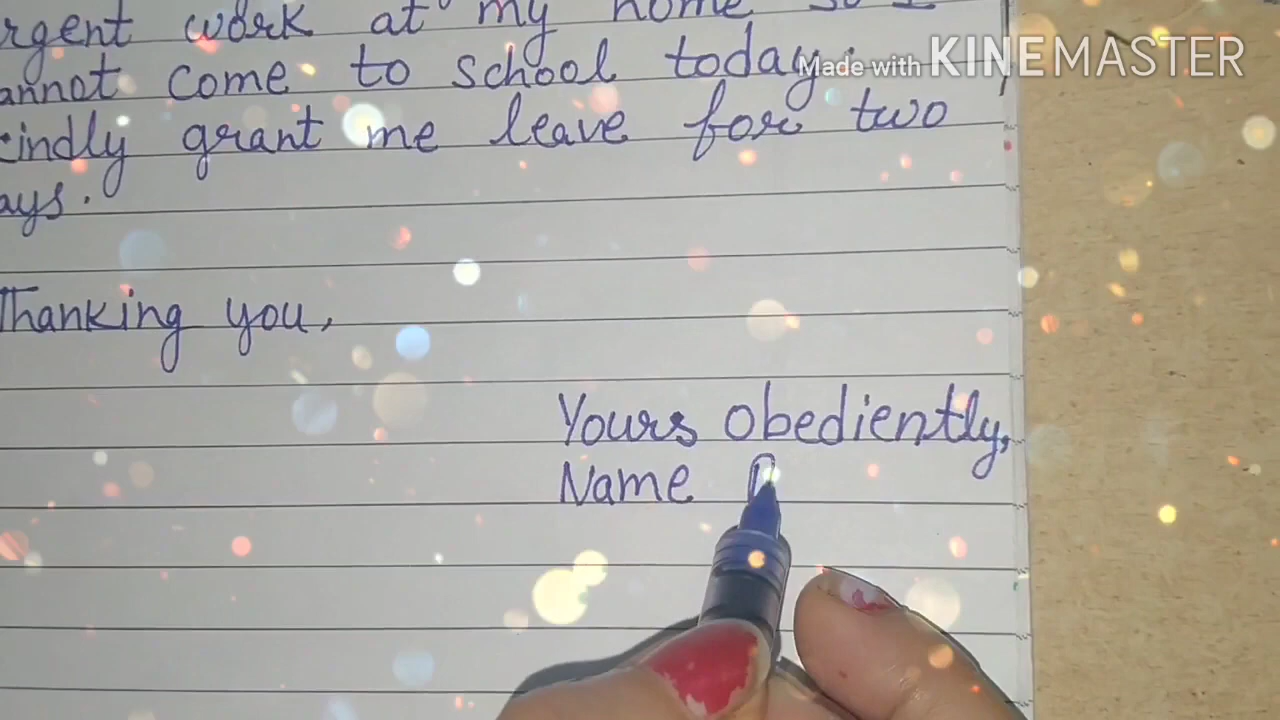 rgent work at my home so I
annot come to school today.
Made with KINEMASTER
kindly grant me leave for two
ays.
Thanking you,
Yours obediently,
Name